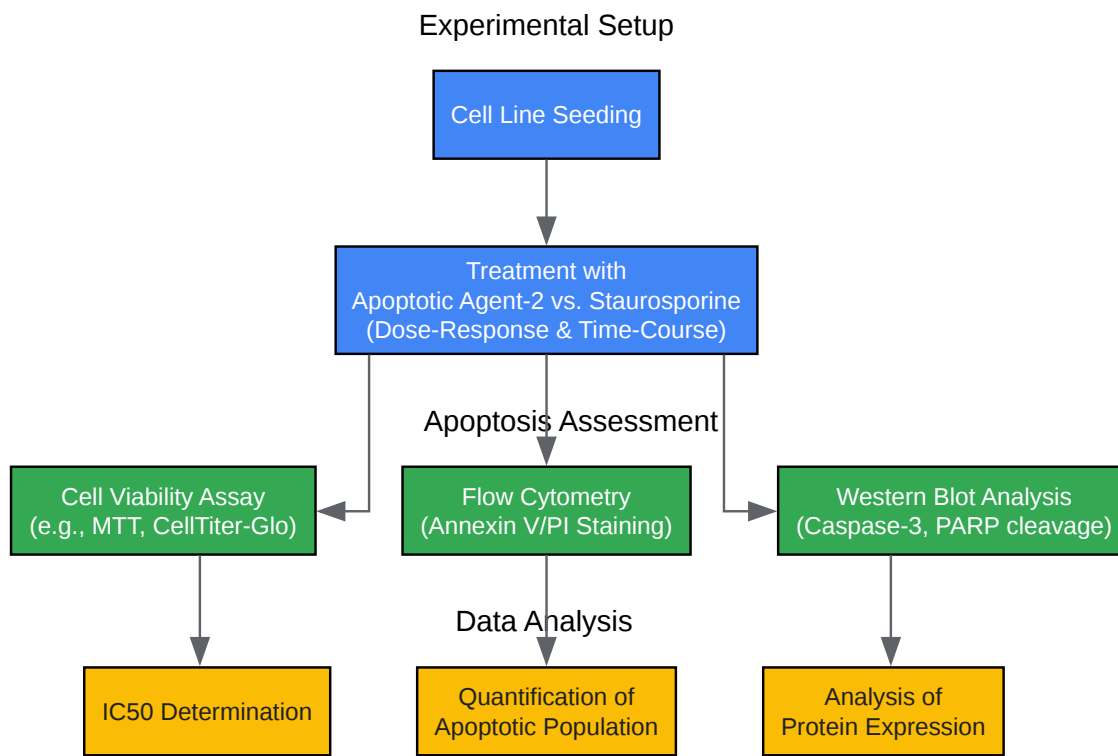 Experimental Setup
Cell Line Seeding
Treatment with
Apoptotic Agent-2 vs. Staurosporine
(Dose-Response & Time-Course)
Apoptosis Assessment
Cell Viability Assay
(e.g., MTT, CellTiter-Glo)
Flow Cytometry
(Annexin V/PI Staining)
Western Blot Analysis
(Caspase-3, PARP cleavage)
Data Analysis
IC50 Determination
Quantification of
Apoptotic Population
Analysis of
Protein Expression